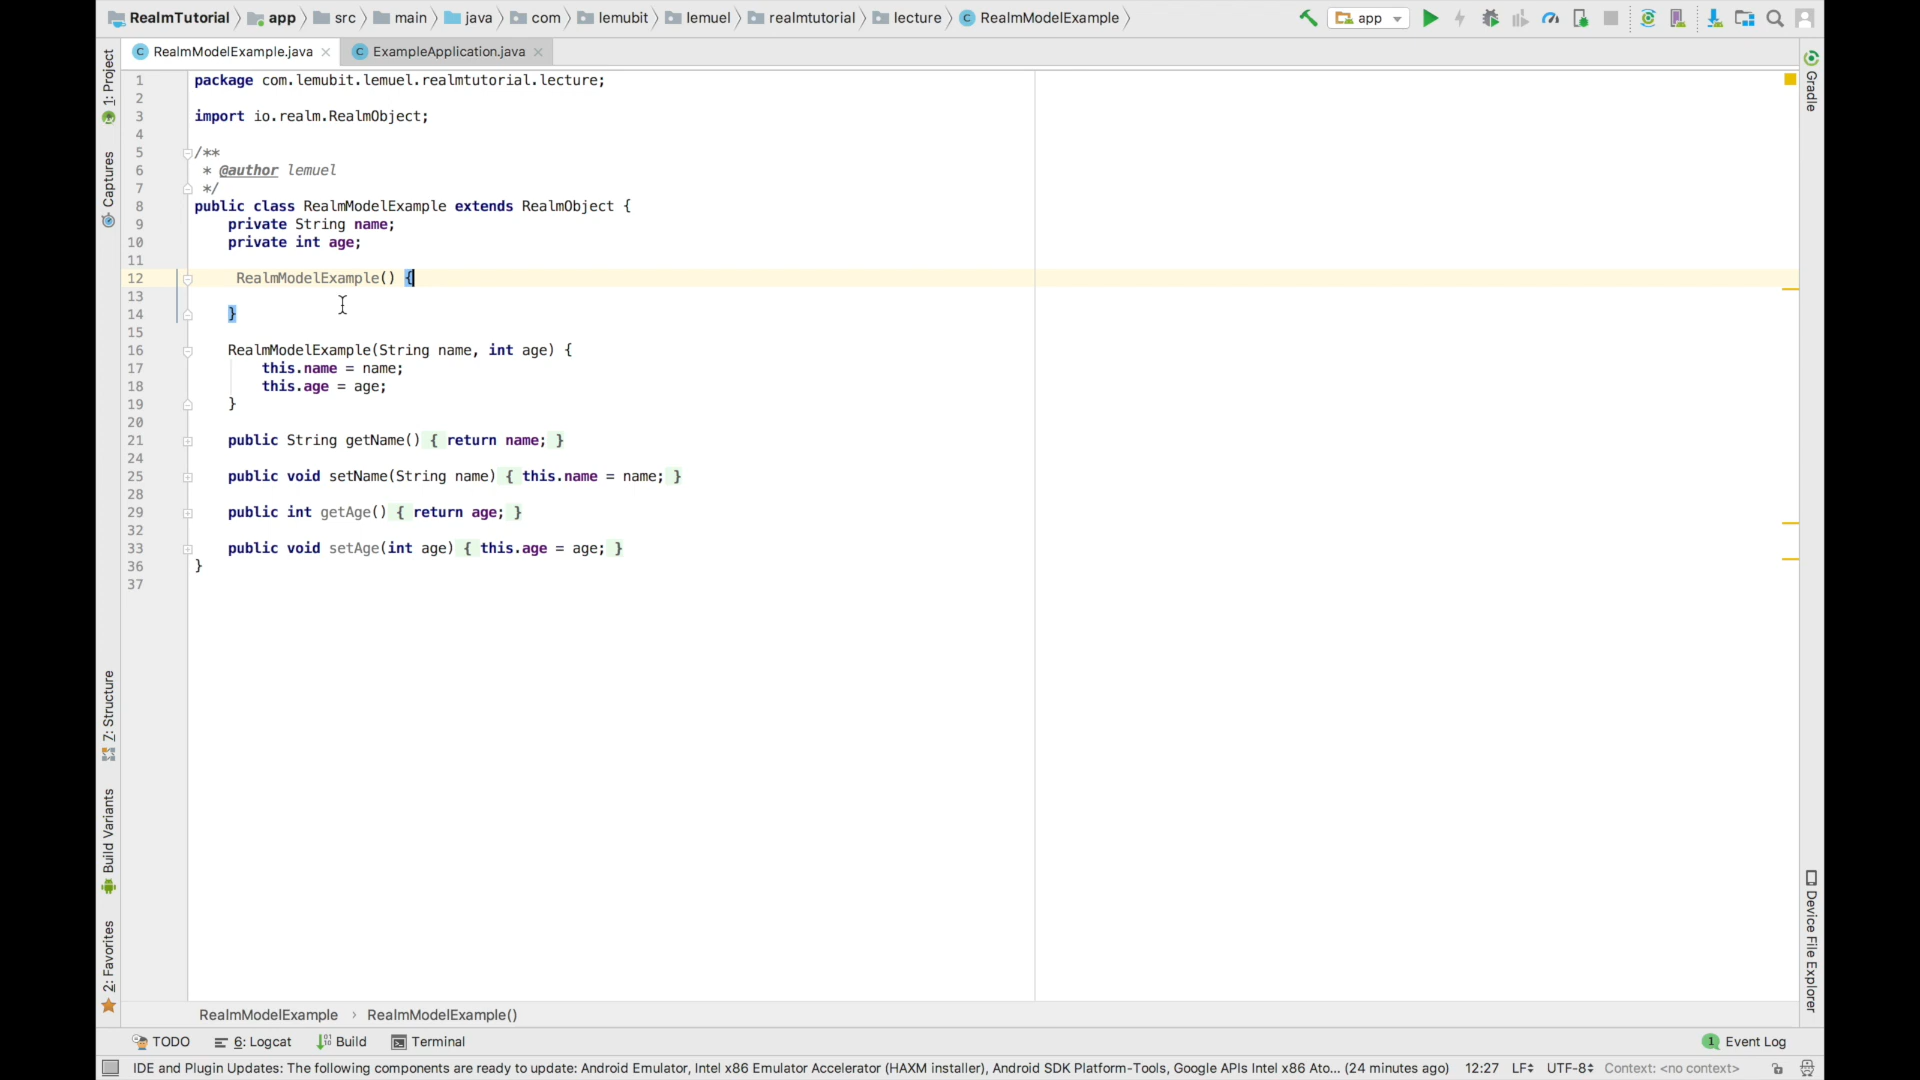 RealmTutorial app src main java com lemubit lemuel realmtutorial lecture RealmModelExample app
RealmModelExample.java ExampleApplication.java
1: Project
Captures
Z: Structure
Build Variants
2: Favorites
1 package com.lemubit.lemuel.realmtutorial.lecture;
2
3 import io.realm.RealmObject;
4
5 /**
6 * @author lemuel
7 */
8 public class RealmModelExample extends RealmObject {
9 private String name;
10 private int age;
11
12 RealmModelExample() {
13
14 }
15
16 RealmModelExample(String name, int age) {
17 this.name = name;
18 this.age = age;
19 }
20
21 public String getName() { return name; }
24
25 public void setName(String name) { this.name = name; }
28
29 public int getAge() { return age; }
32
33 public void setAge(int age) { this.age = age; }
36 }
37
Gradle
Device File Explorer
RealmModelExample › RealmModelExample()
TODO 6: Logcat Build Terminal 1 Event Log
IDE and Plugin Updates: The following components are ready to update: Android Emulator, Intel x86 Emulator Accelerator (HAXM installer), Android SDK Platform-Tools, Google APIs Intel x86 Ato... (24 minutes ago) 12:27 LF UTF-8 Context: <no context>